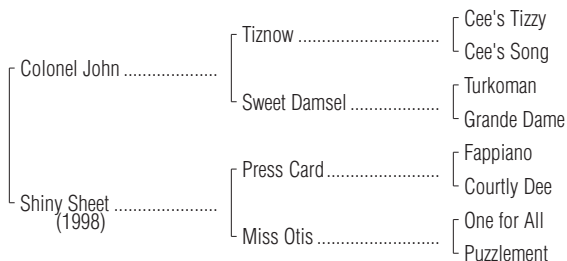 Cee's Tizzy
Tiznow ..............................
Cee's Song
Colonel John ....................
Turkoman
Sweet Damsel ...................
Grande Dame
Fappiano
Press Card........................
Courtly Dee
Shiny Sheet ......................
(1998)
One for All
Miss Otis ..........................
Puzzlement